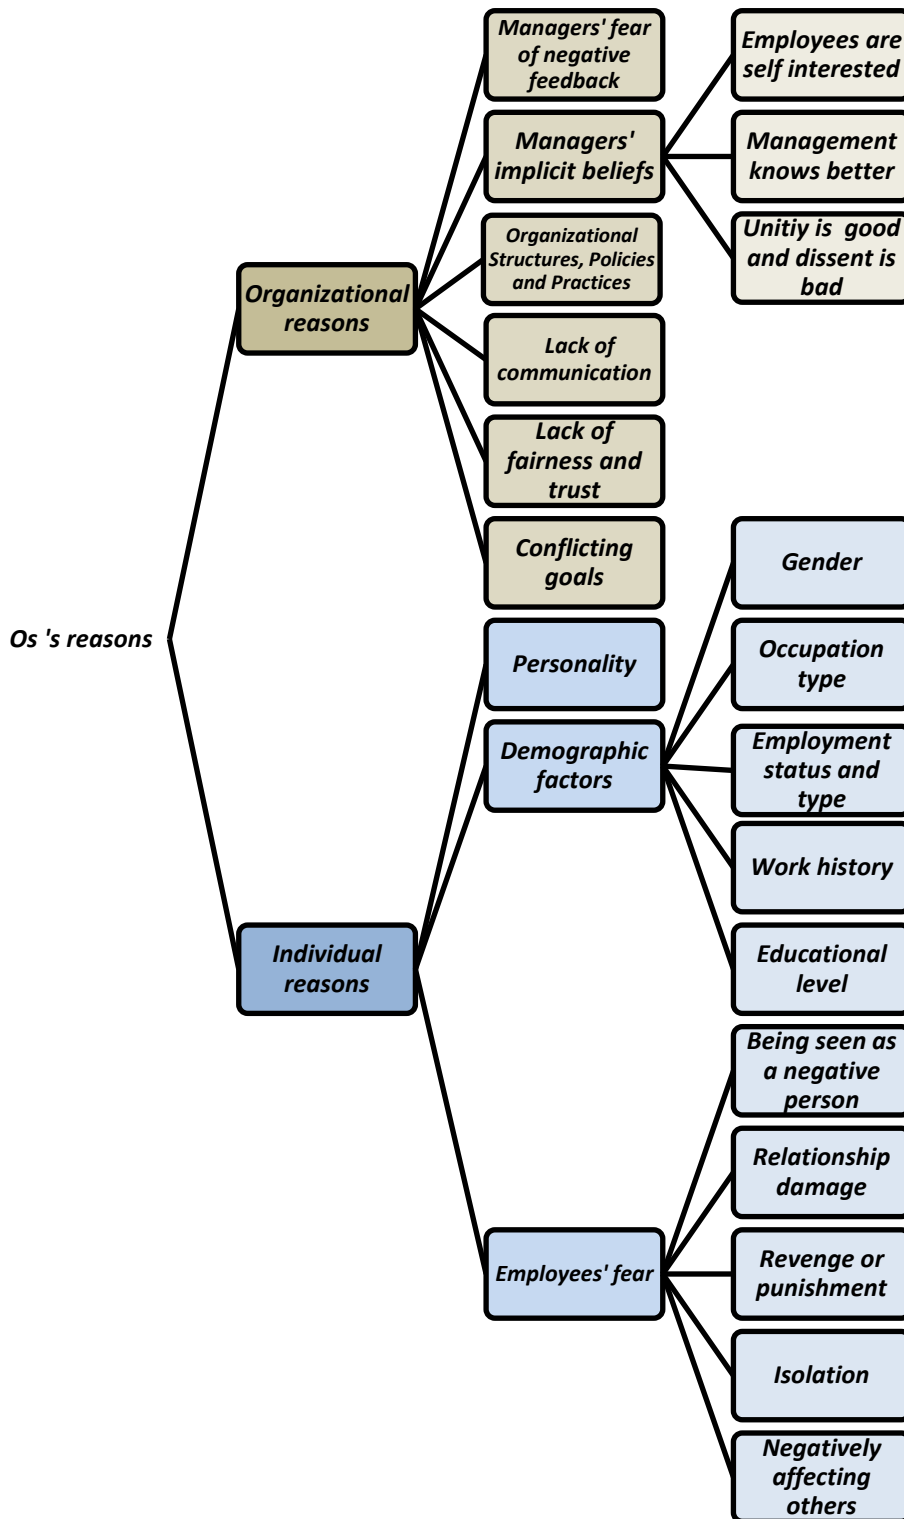 Os 's reasons
Organizational
reasons
Managers' fear
of negative
feedback
Managers'
implicit beliefs
Employees are
self interested
Management
knows better
Unitiy is  good
and dissent is
bad
Organizational
Structures, Policies
and Practices
Lack of
communication
Lack of
fairness and
trust
Conflicting
goals
Individual
reasons
Personality
Demographic
factors
Gender
Occupation
type
Employment
status and
type
Work history
Educational
level
Employees' fear
Being seen as
a negative
person
Relationship
damage
Revenge or
punishment
Isolation
Negatively
affecting
others